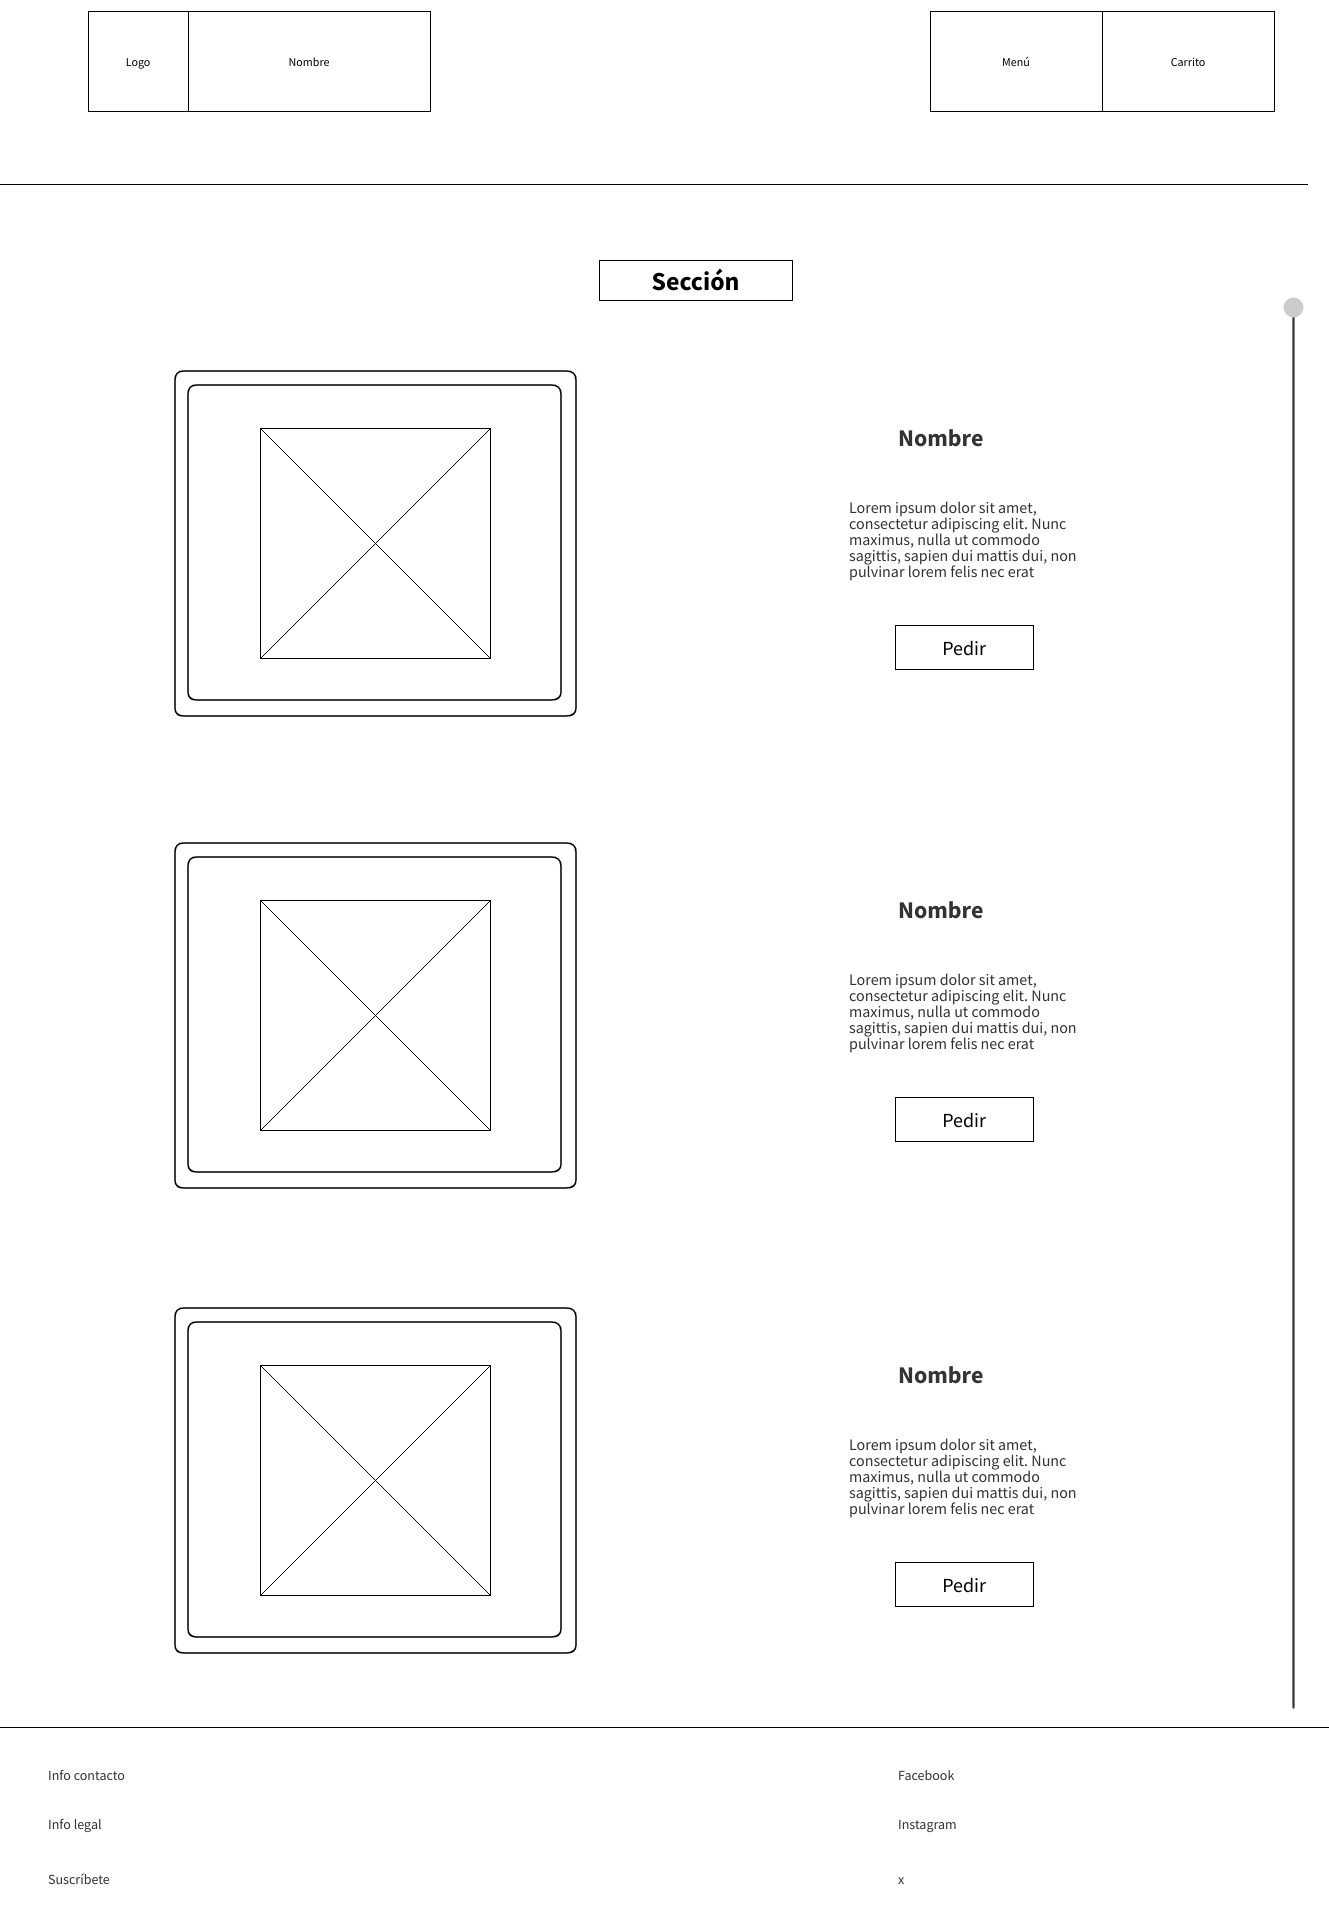 Logo
Nombre
Menú
Carrito
Sección
Nombre
Lorem ipsum dolor sit amet,
consectetur adipiscing elit. Nunc
maximus, nulla ut commodo
sagittis, sapien dui mattis dui, non
pulvinar lorem felis nec erat
Pedir
Nombre
Lorem ipsum dolor sit amet,
consectetur adipiscing elit. Nunc
maximus, nulla ut commodo
sagittis, sapien dui mattis dui, non
pulvinar lorem felis nec erat
Pedir
Nombre
Lorem ipsum dolor sit amet,
consectetur adipiscing elit. Nunc
maximus, nulla ut commodo
sagittis, sapien dui mattis dui, non
pulvinar lorem felis nec erat
Pedir
Info contacto
Info legal
Suscríbete
Facebook
Instagram
x